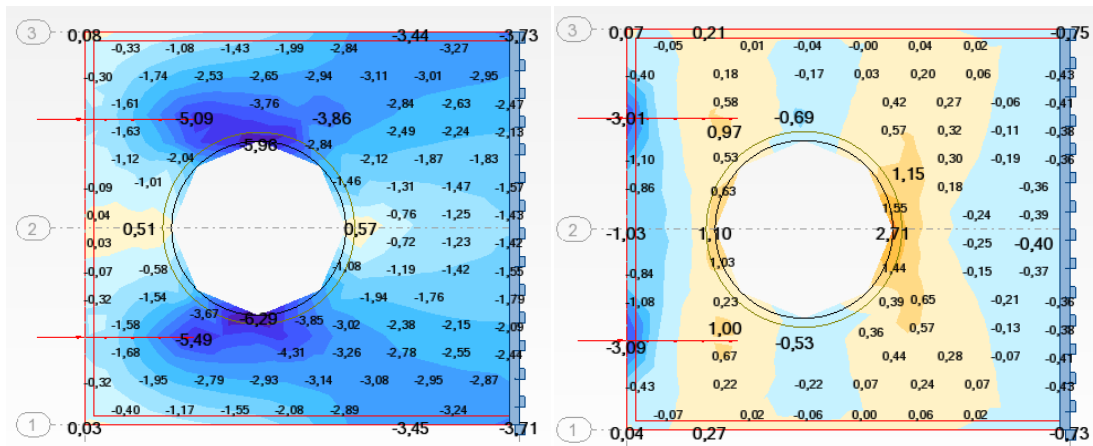 3 0,08 -3,44 -3,73
-0,33 -1,08 -1,43 -1,99 -2,84 -3,27
-0,30 -1,74 -2,53 -2,65 -2,94 -3,11 -3,01 -2,95
-1,61 -3,76 -2,84 -2,63 -2,47
-5,09 -3,86
-1,63 -2,49 -2,24 -2,13
-5,96 -2,84
-1,12 -2,04 -2,12 -1,87 -1,83
-0,09 -1,01 -1,46 -1,31 -1,47 -1,57
0,04 -0,76 -1,25 -1,43
2 0,51 0,57
0,03 -0,72 -1,23 -1,42
-0,07 -0,58 -1,08 -1,19 -1,42 -1,55
-0,32 -1,54 -1,94 -1,76 -1,79
-3,67 -6,29 -3,85
-1,58 -3,02 -2,38 -2,15 -2,09
-5,49
-1,68 -4,31 -3,26 -2,78 -2,55 -2,44
-0,32 -1,95 -2,79 -2,93 -3,14 -3,08 -2,95 -2,87
-0,40 -1,17 -1,55 -2,08 -2,89 -3,24
1 0,03 -3,45 -3,71
3 0,07 0,21 -0,75
-0,05 0,01 -0,04 -0,00 0,04 0,02
-0,40 0,18 -0,17 0,03 0,20 0,06 -0,43
0,58 0,42 0,27 -0,06 -0,41
-3,01 -0,69
0,97 0,57 0,32 -0,11 -0,38
-1,10 0,53 0,30 -0,19 -0,36
1,15
-0,86 0,63 0,18 -0,36
1,55 -0,24 -0,39
2 -1,03 1,10 2,71
-0,25 -0,40
-0,84 1,03 1,44 -0,15 -0,37
-1,08 0,23 0,39 0,65 -0,21 -0,36
1,00 0,36 0,57 -0,13 -0,38
-3,09 -0,53
0,67 0,44 0,28 -0,07 -0,41
-0,43 0,22 -0,22 0,07 0,24 0,07 -0,43
-0,07 0,02 -0,06 0,00 0,06 0,02
1 0,04 0,27 -0,73